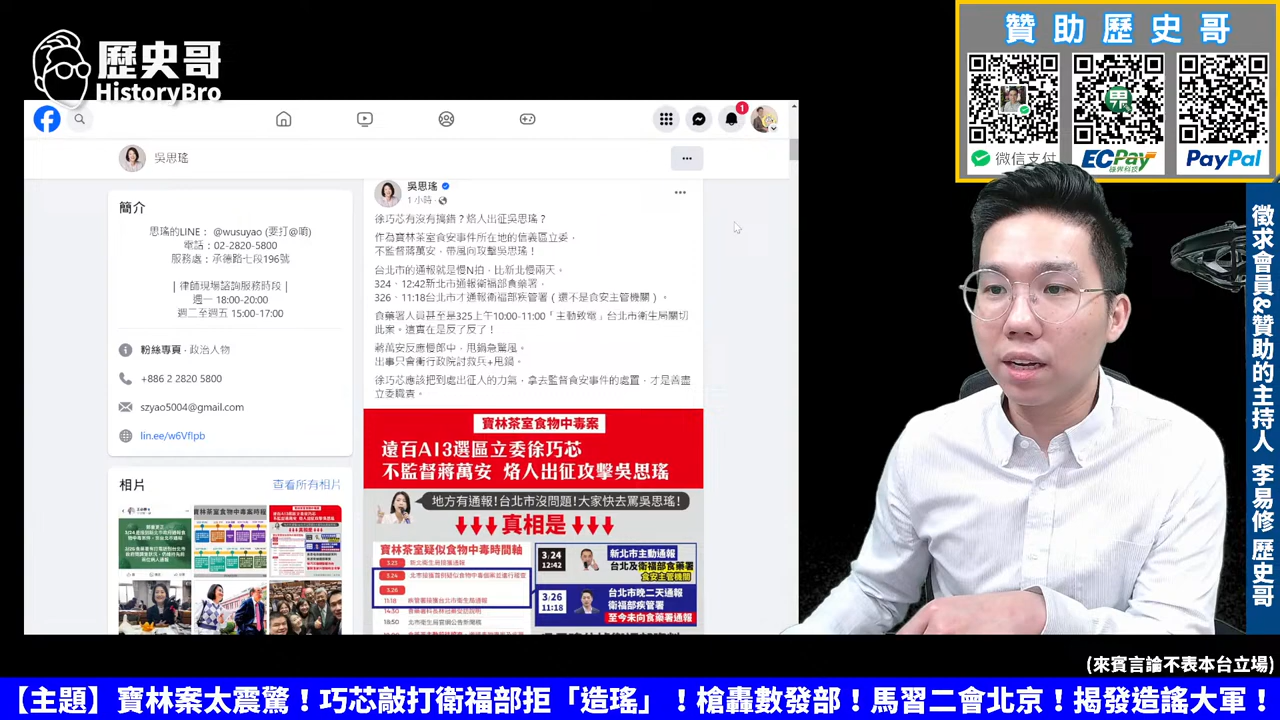 歷史哥
HistoryBro
贊助歷史哥
微信支付
ECPay
綠界科技
PayPal
1
吳思瑤
簡介
思瑤的LINE： @wusuyao (要打@唷)
電話：02-2820-5800
服務處：承德路七段196號
| 律師現場諮詢服務時段 |
週一 18:00-20:00
週二至週五 15:00-17:00
粉絲專頁 · 政治人物
+886 2 2820 5800
szyao5004@gmail.com
lin.ee/w6Vflpb
相片
查看所有相片
吳思瑤
1 小時
徐巧芯有沒有搞錯？烙人出征吳思瑤？
作為寶林茶室食安事件所在地的信義區立委，
不監督蔣萬安，帶風向攻擊吳思瑤！
台北市的通報就是慢N拍，比新北慢兩天。
324、12:42新北市通報衛福部食藥署，
326、11:18台北市才通報衛福部疾管署（還不是食安主管機關）。
食藥署人員甚至是325上午10:00-11:00「主動致電」台北市衛生局關切
此案。這實在是反了反了！
蔣萬安反應慢郎中，甩鍋急驚風。
出事只會衝行政院討救兵+甩鍋。
徐巧芯應該把到處出征人的力氣，拿去監督食安事件的處置，才是善盡
立委職責。
寶林茶室食物中毒案
遠百A13選區立委徐巧芯
不監督蔣萬安 烙人出征攻擊吳思瑤
地方有通報!台北市沒問題!大家快去罵吳思瑤!
真相是
寶林茶室疑似食物中毒時間軸
3.24
3.26
11:18
14:30
18:50
3.24
12:42
新北市主動通報
台北及衛福部食藥署
食安主管機關
3/26
11:18
台北市晚二天通報
衛福部疾管署
至今未向食藥署通報
徵求會員&贊助的主持人 李易修 歷史哥
(來賓言論不表本台立場)
【主題】寶林案太震驚！巧芯敲打衛福部拒「造瑤」！槍轟數發部！馬習二會北京！揭發造謠大軍！